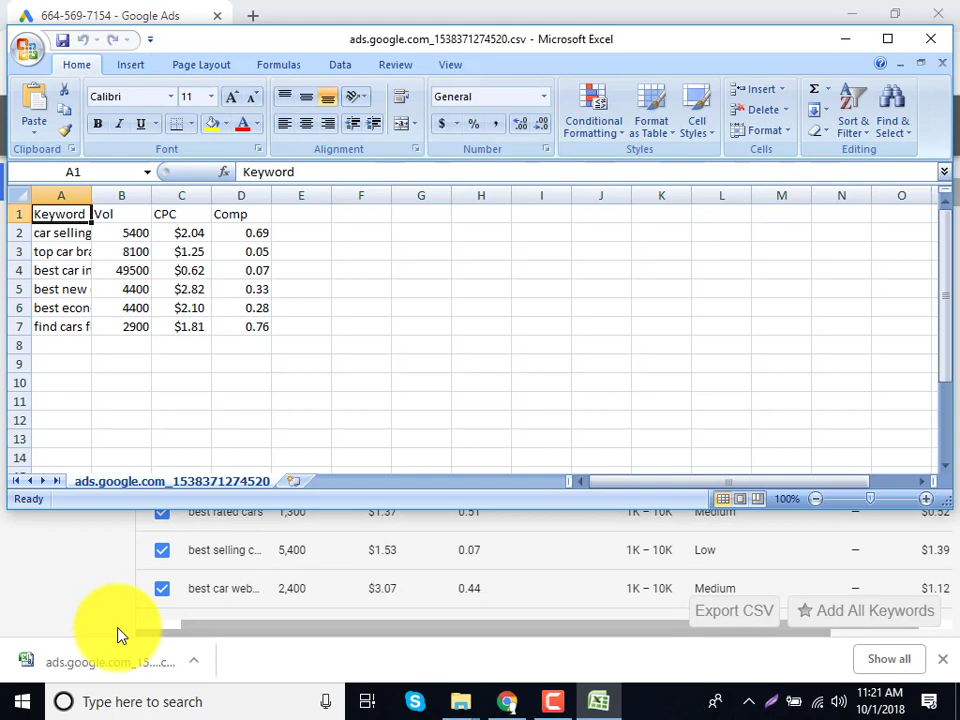 664-569-7154 - Google Ads
ads.google.com_1538371274520.csv - Microsoft Excel
Home Insert Page Layout Formulas Data Review View
Paste
Calibri 11
B I U A
General
$ % ,
Conditional Formatting
Format as Table
Cell Styles
Insert
Delete
Format
Σ
Sort & Filter
Find & Select
Clipboard Font Alignment Number Styles Cells Editing
A1 fx Keyword
A B C D E F G H I J K L M N O
1 Keyword Vol CPC Comp
2 car selling 5400 $2.04 0.69
3 top car bra 8100 $1.25 0.05
4 best car in 49500 $0.62 0.07
5 best new 4400 $2.82 0.33
6 best econ 4400 $2.10 0.28
7 find cars f 2900 $1.81 0.76
8
9
10
11
12
13
14
ads.google.com_1538371274520
Ready 100%
best rated cars 1,300 $1.37 0.51 1K – 10K Medium – $0.52
best selling c... 5,400 $1.53 0.07 1K – 10K Low – $1.39
best car web... 2,400 $3.07 0.44 1K – 10K Medium – $1.12
Export CSV Add All Keywords
ads.google.com_15....c... Show all
Type here to search
11:21 AM
10/1/2018